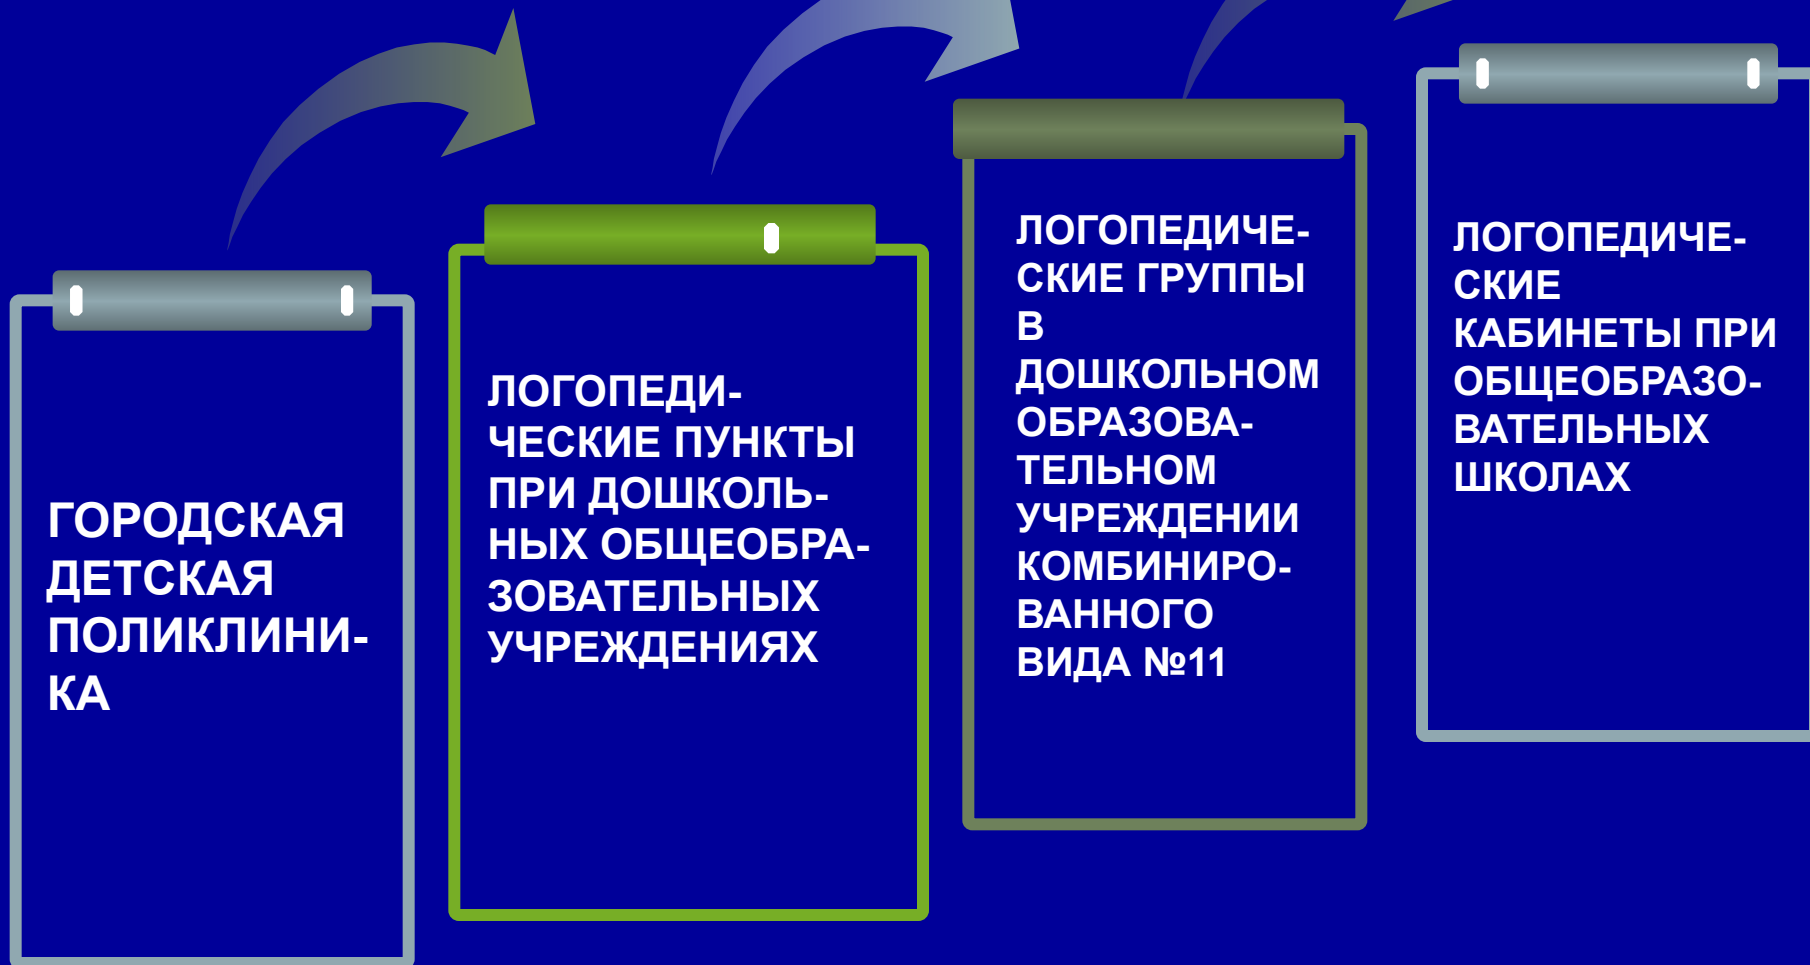 ГОРОДСКАЯ
ДЕТСКАЯ
ПОЛИКЛИНИ-
КА
ЛОГОПЕДИ-
ЧЕСКИЕ ПУНКТЫ
ПРИ ДОШКОЛЬ-
НЫХ ОБЩЕОБРА-
ЗОВАТЕЛЬНЫХ
УЧРЕЖДЕНИЯХ
ЛОГОПЕДИЧЕ-
СКИЕ ГРУППЫ
В
ДОШКОЛЬНОМ
ОБРАЗОВА-
ТЕЛЬНОМ
УЧРЕЖДЕНИИ
КОМБИНИРО-
ВАННОГО
ВИДА №11
ЛОГОПЕДИЧЕ-
СКИЕ
КАБИНЕТЫ ПРИ
ОБЩЕОБРАЗО-
ВАТЕЛЬНЫХ
ШКОЛАХ